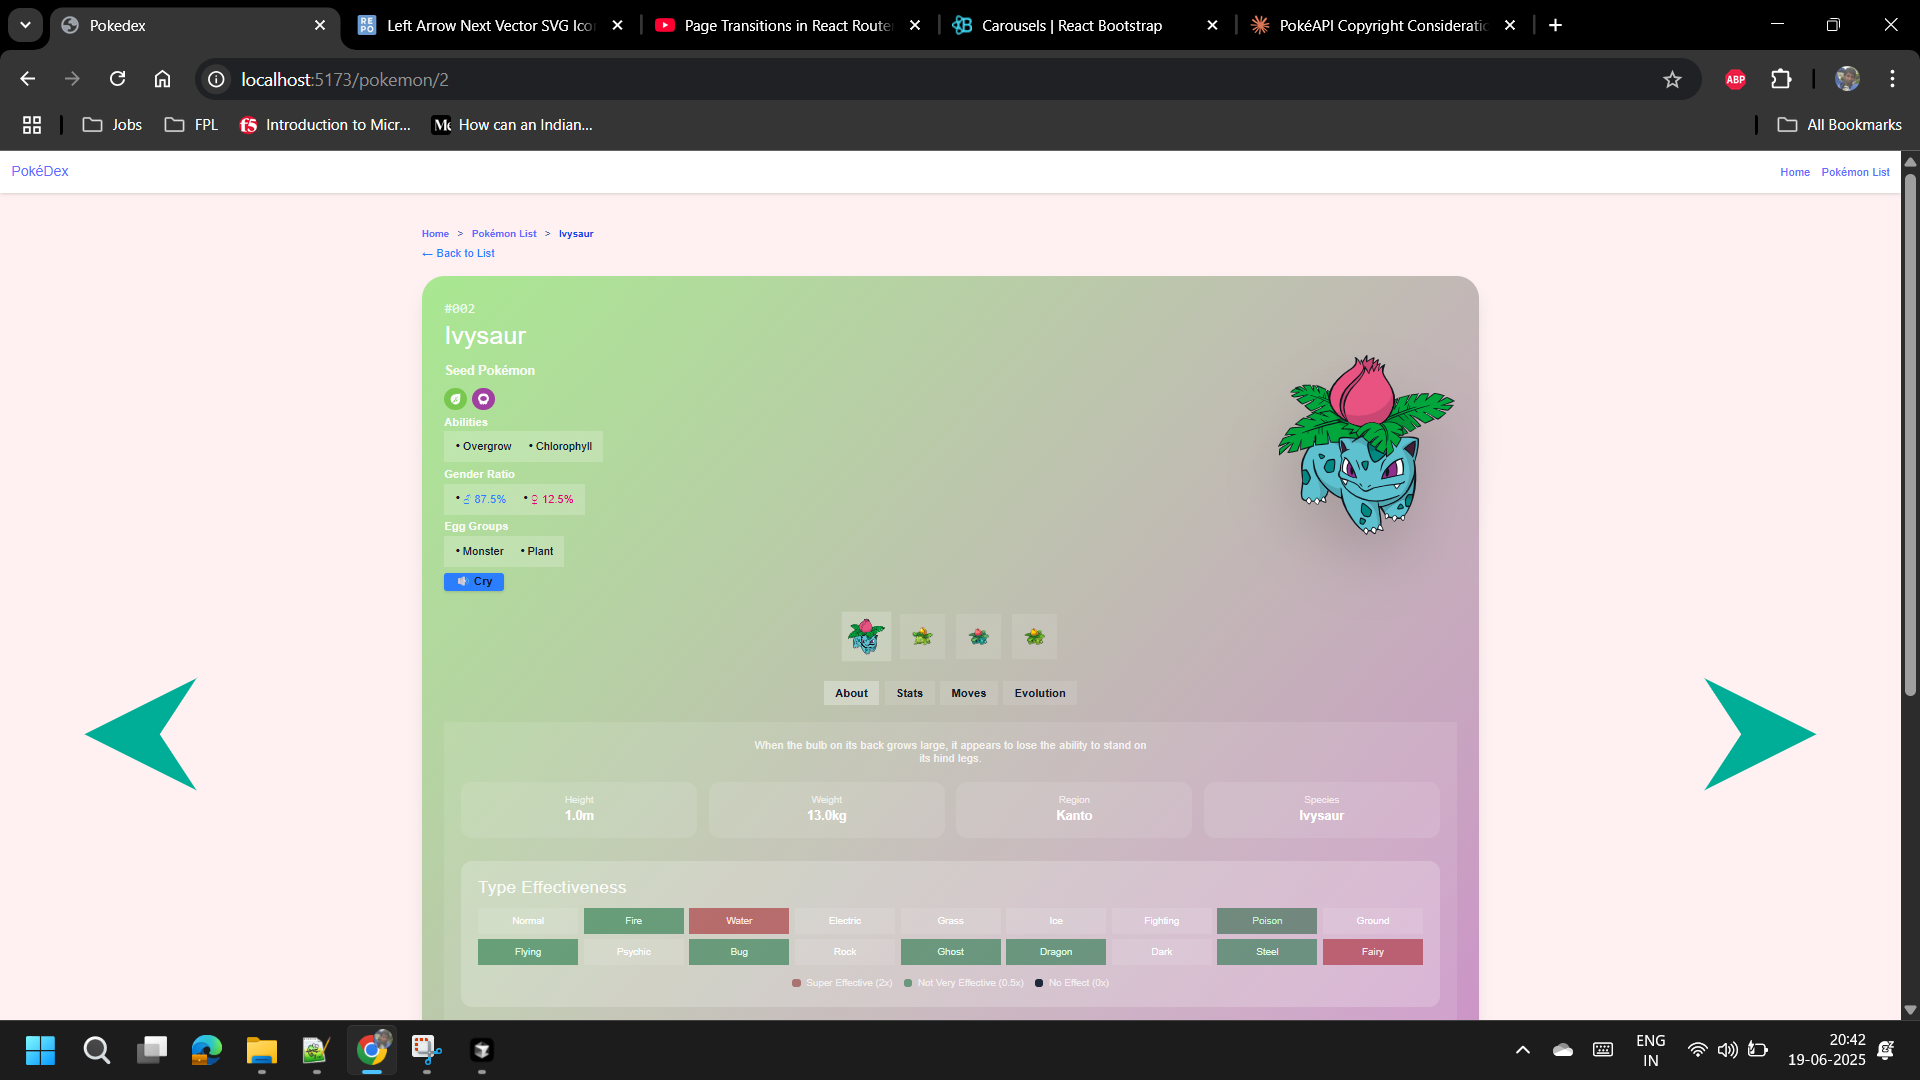 Pokedex
Left Arrow Next Vector SVG Ico
Page Transitions in React Route
Carousels | React Bootstrap
PokéAPI Copyright Consideratic
localhost:5173/pokemon/2
ABP
Jobs
FPL
Introduction to Micr...
How can an Indian...
All Bookmarks
PokéDex
Home
Pokémon List
Home > Pokémon List > Ivysaur
← Back to List
#002
Ivysaur
Seed Pokémon
Abilities
• Overgrow • Chlorophyll
Gender Ratio
• ♂ 87.5% • ♀ 12.5%
Egg Groups
• Monster • Plant
Cry
About Stats Moves Evolution
When the bulb on its back grows large, it appears to lose the ability to stand on
its hind legs.
Height Weight Region Species
1.0m 13.0kg Kanto Ivysaur
Type Effectiveness
Normal Fire Water Electric Grass Ice Fighting Poison Ground
Flying Psychic Bug Rock Ghost Dragon Dark Steel Fairy
Super Effective (2x) Not Very Effective (0.5x) No Effect (0x)
ENG
IN
20:42
19-06-2025